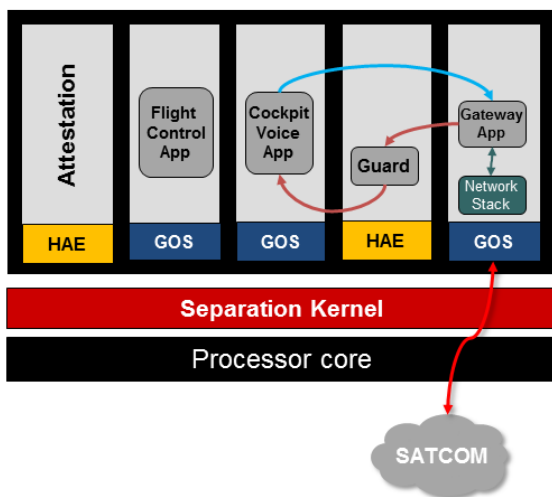 Attestation
HAE
Flight
Control
App
GOS
Cockpit
Voice
App
GOS
Guard
HAE
Gateway
App
Network
Stack
GOS
Separation Kernel
Processor core
SATCOM